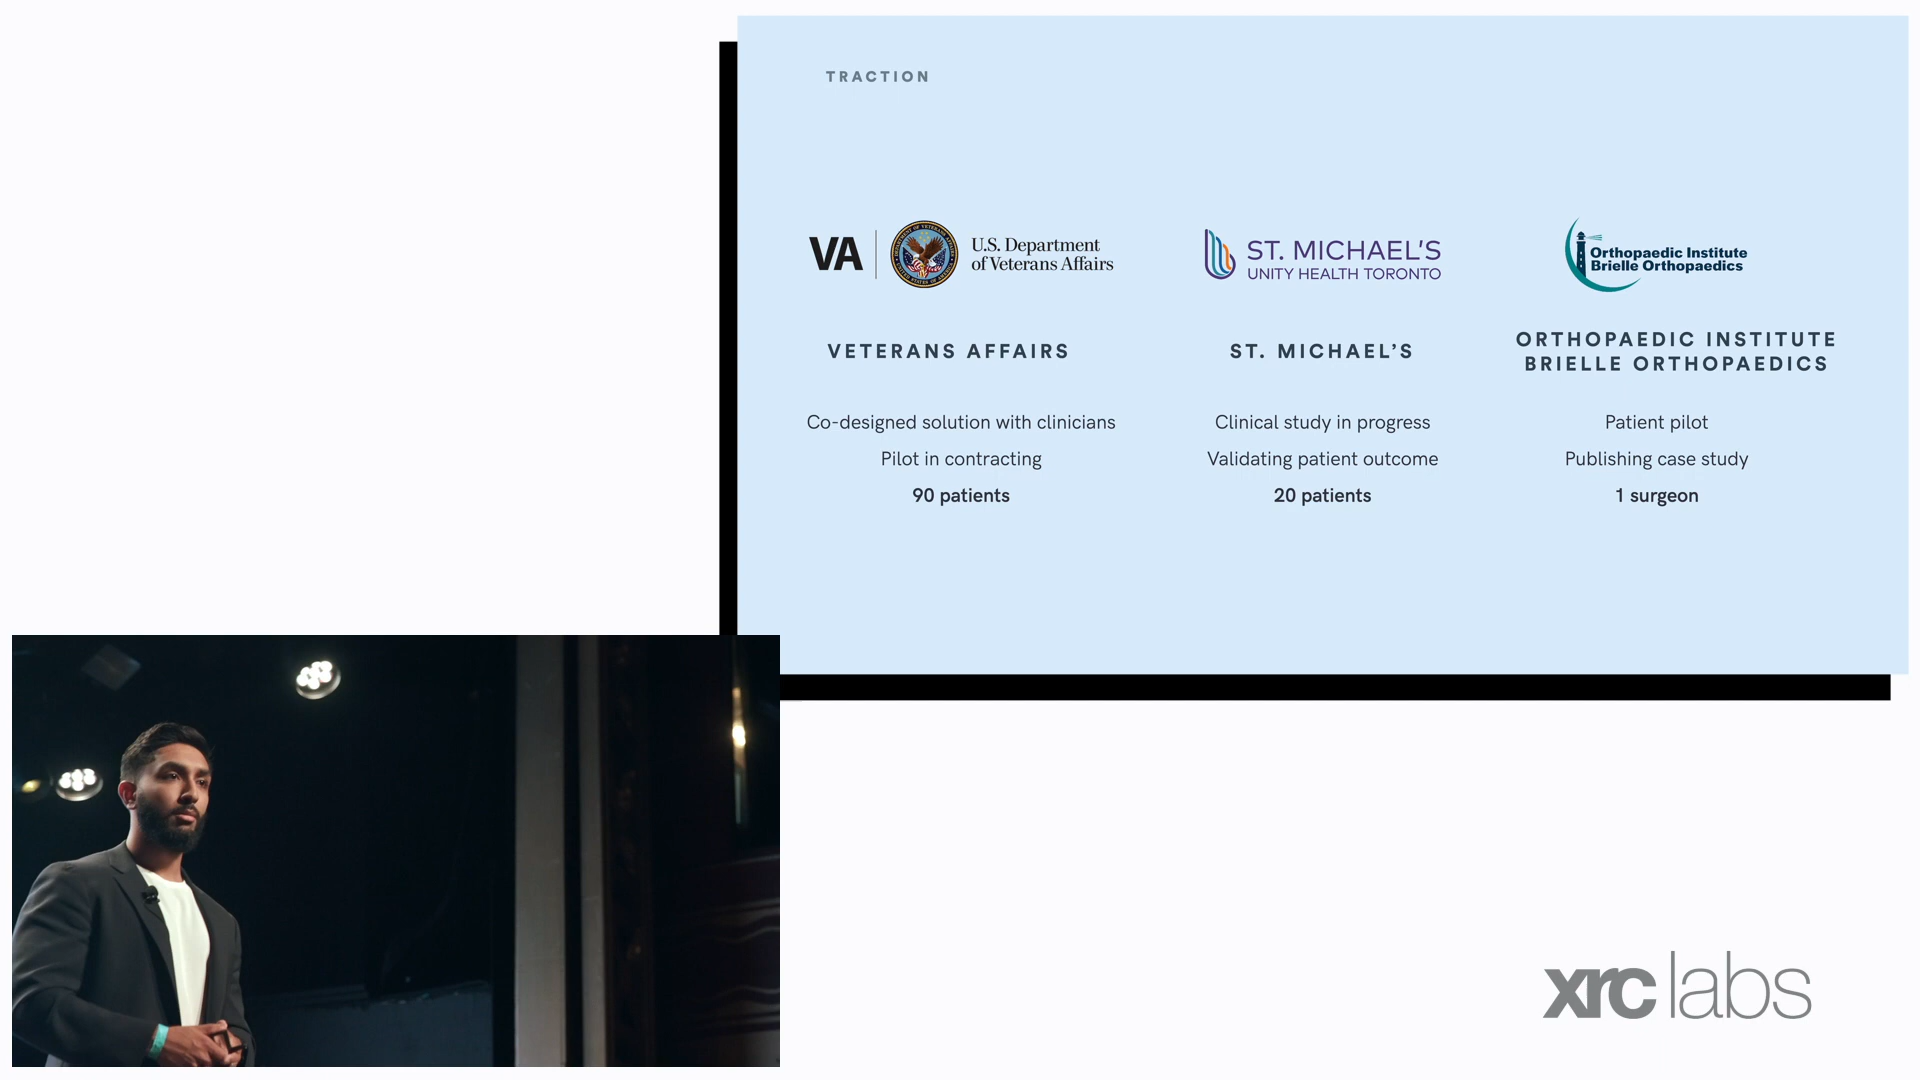 TRACTION
VA
U.S. Department
of Veterans Affairs
ST. MICHAEL'S
UNITY HEALTH TORONTO
Orthopaedic Institute
Brielle Orthopaedics
VETERANS AFFAIRS
ST. MICHAEL’S
ORTHOPAEDIC INSTITUTE
BRIELLE ORTHOPAEDICS
Co-designed solution with clinicians
Pilot in contracting
90 patients
Clinical study in progress
Validating patient outcome
20 patients
Patient pilot
Publishing case study
1 surgeon
xrc labs